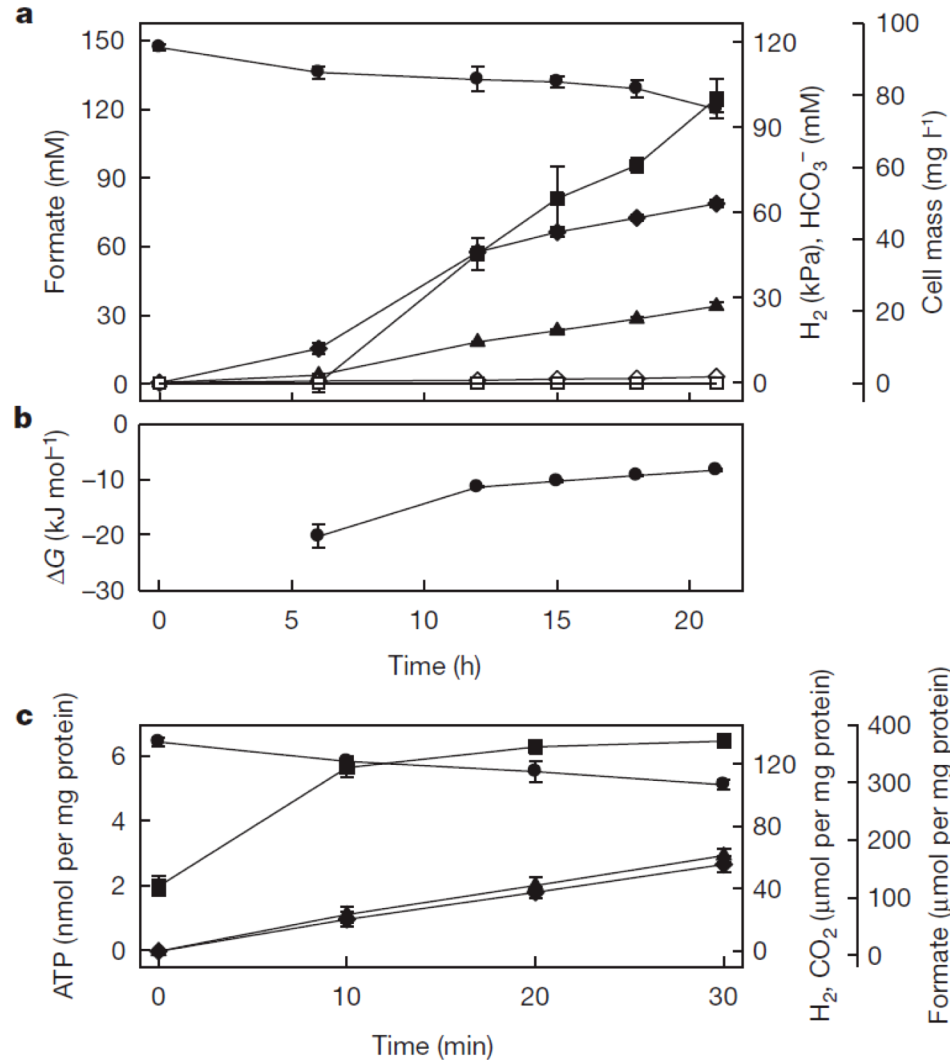 a
Formate (mM)
150
120
90
60
30
0
120
90
60
30
0
H₂ (kPa), HCO₃⁻ (mM)
100
80
60
40
20
0
Cell mass (mg l⁻¹)
b
ΔG (kJ mol⁻¹)
0
−10
−20
−30
0 5 10 15 20
Time (h)
c
ATP (nmol per mg protein)
6
4
2
0
120
80
40
0
H₂, CO₂ (μmol per mg protein)
400
300
200
100
0
Formate (μmol per mg protein)
0 10 20 30
Time (min)